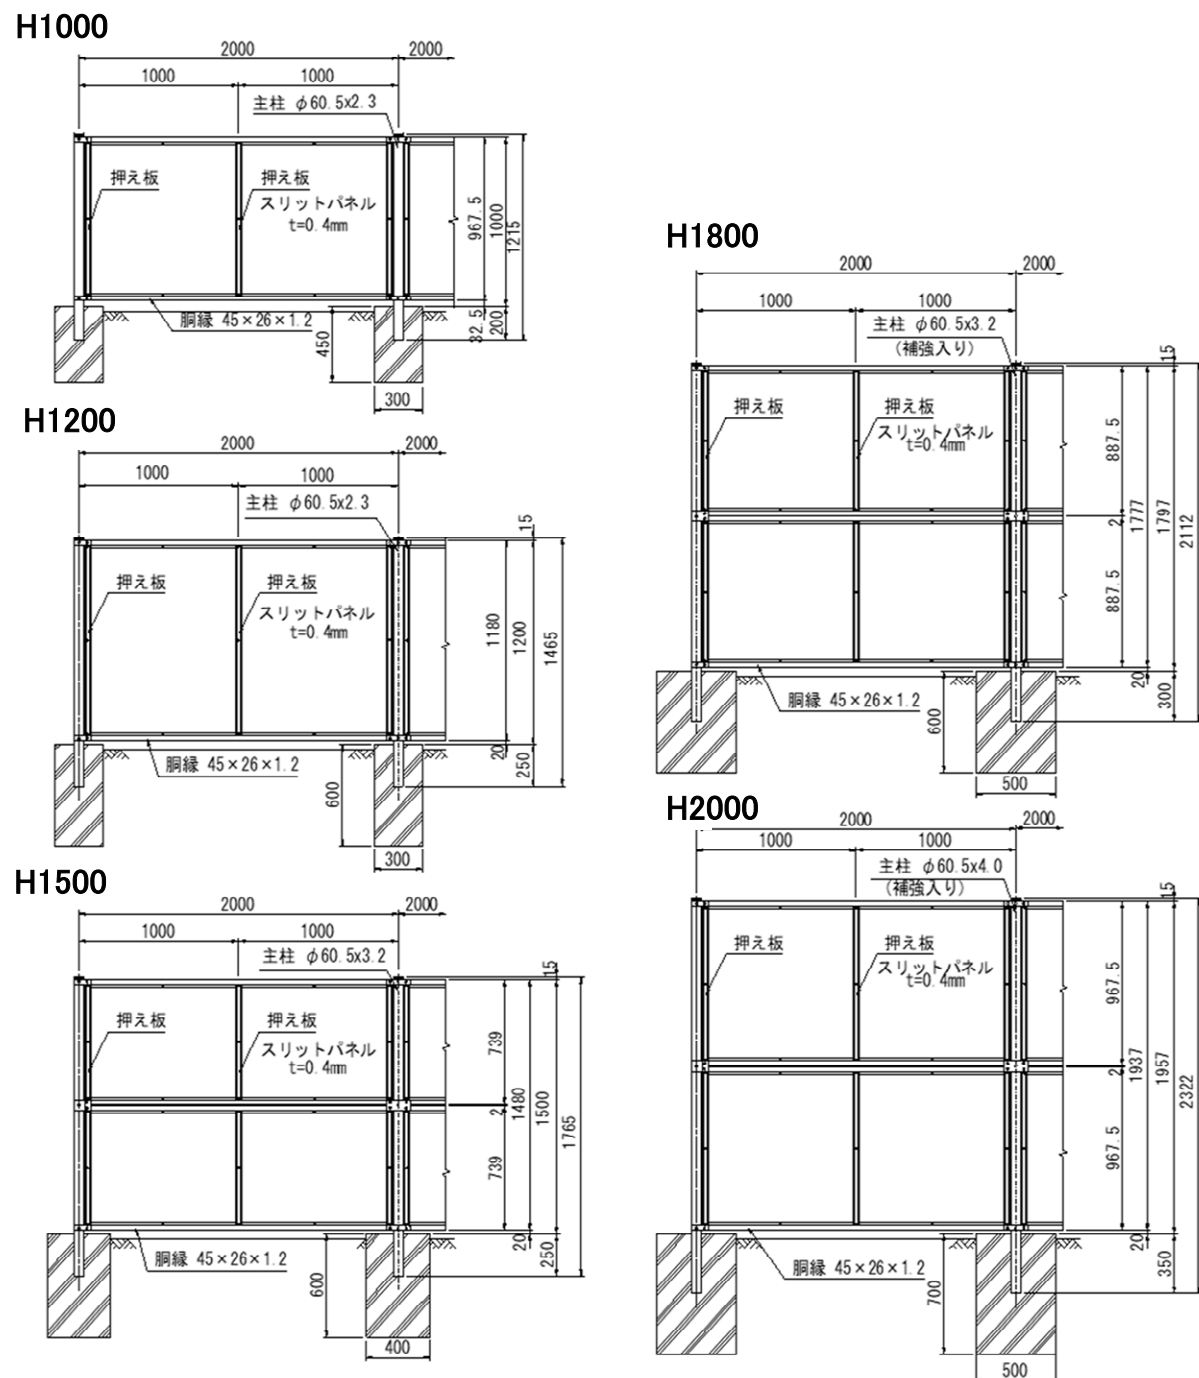 H1000
2000
2000
1000
1000
主柱 φ60.5x2.3
押え板
押え板
スリットパネル
t=0.4mm
967.5
1000
1215
胴縁 45×26×1.2
32.5
200
450
300
H1200
2000
2000
1000
1000
主柱 φ60.5x2.3
15
押え板
押え板
スリットパネル
t=0.4mm
1180
1200
1465
胴縁 45×26×1.2
20
250
600
300
H1500
2000
2000
1000
1000
主柱 φ60.5x3.2
15
押え板
押え板
スリットパネル
t=0.4mm
739
2
739
1480
1500
1765
胴縁 45×26×1.2
20
250
600
400
H1800
2000
2000
1000
1000
主柱 φ60.5x3.2
(補強入り)
15
押え板
押え板
スリットパネル
t=0.4mm
887.5
2
887.5
1777
1797
2112
胴縁 45×26×1.2
20
300
600
500
H2000
2000
2000
1000
1000
主柱 φ60.5x4.0
(補強入り)
15
押え板
押え板
スリットパネル
t=0.4mm
967.5
2
967.5
1937
1957
2322
胴縁 45×26×1.2
20
350
700
500